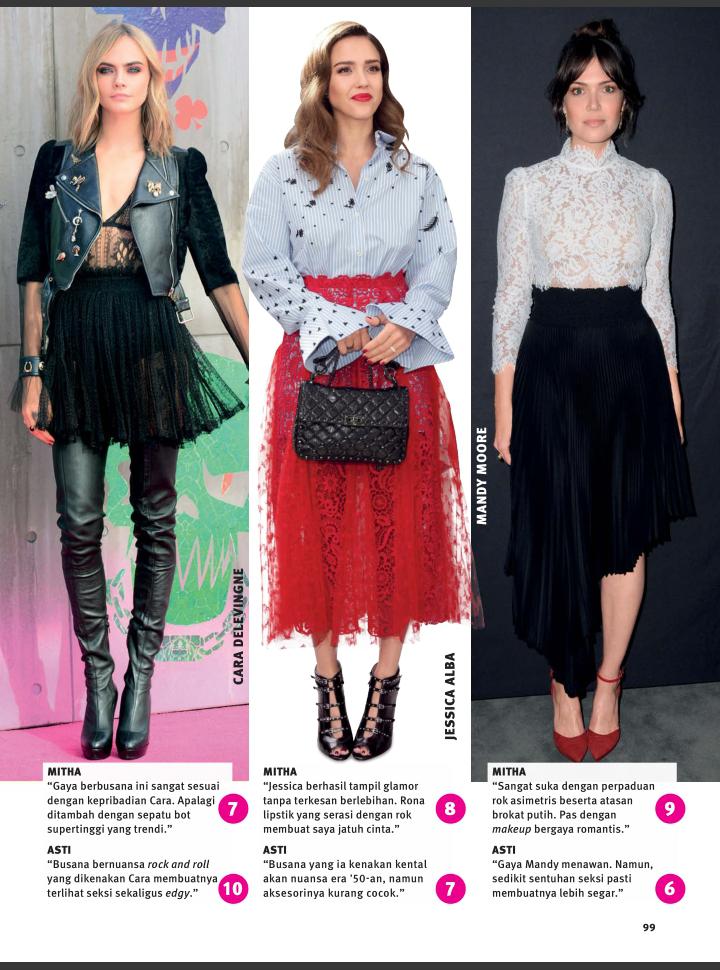 CARA DELEVINGNE
JESSICA ALBA
MANDY MOORE
MITHA
“Gaya berbusana ini sangat sesuai
dengan kepribadian Cara. Apalagi
ditambah dengan sepatu bot
supertinggi yang trendi.”
7
ASTI
“Busana bernuansa rock and roll
yang dikenakan Cara membuatnya
terlihat seksi sekaligus edgy.”
10
MITHA
“Jessica berhasil tampil glamor
tanpa terkesan berlebihan. Rona
lipstik yang serasi dengan rok
membuat saya jatuh cinta.”
8
ASTI
“Busana yang ia kenakan kental
akan nuansa era ’50-an, namun
aksesorinya kurang cocok.”
7
MITHA
“Sangat suka dengan perpaduan
rok asimetris beserta atasan
brokat putih. Pas dengan
makeup bergaya romantis.”
9
ASTI
“Gaya Mandy menawan. Namun,
sedikit sentuhan seksi pasti
membuatnya lebih segar.”
6
99